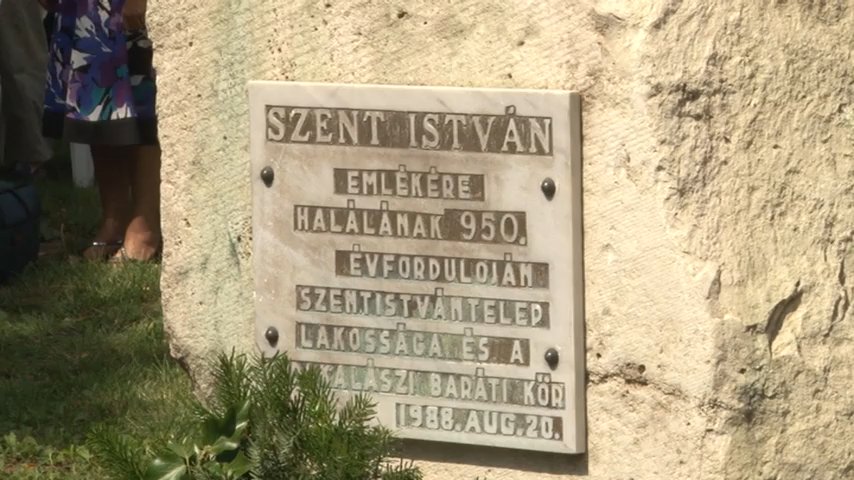 SZENT ISTVÁN
EMLÉKÉRE
HALÁLÁNAK 950.
ÉVFORDULOJÁN
SZENTISTVÁNTELEP
LAKOSSÁGA ÉS A
BARÁTI KÖR
1988. AUG. 20.